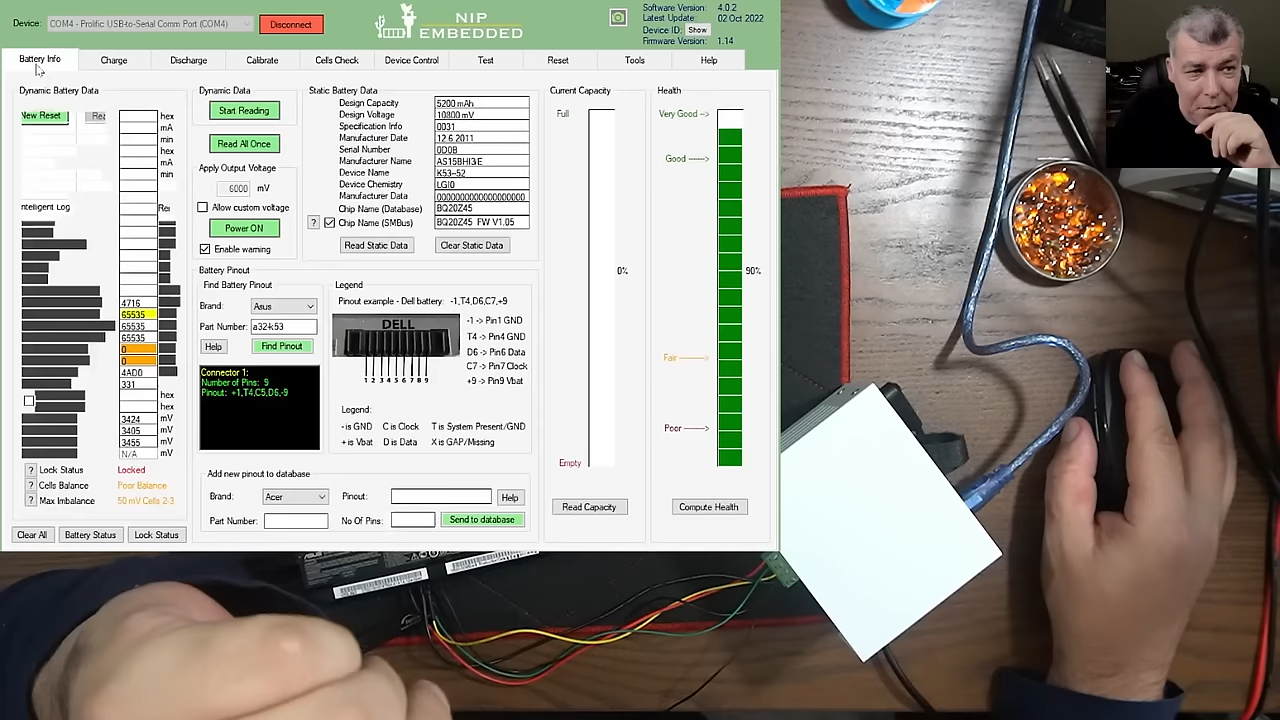 Device: COM4 - Prolific USB-to-Serial Comm Port (COM4) Disconnect
NIP
EMBEDDED
Software Version: 4.0.2
Latest Update: 02 Oct 2022
Device ID: Show
Firmware Version: 1.14
Battery Info Charge Discharge Calibrate Cells Check Device Control Test Reset Tools Help
Dynamic Battery Data
New Reset
hex
mA
min
hex
mA
min
ntelligent Log
4716
65535
65535
65535
0
0
4AD0
331
hex
hex
3424 mV
3405 mV
3455 mV
N/A mV
? Lock Status Locked
? Cells Balance Poor Balance
? Max Imbalance 50 mV Cells 2-3
Clear All Battery Status Lock Status
Dynamic Data
Start Reading
Read All Once
Apply Output Voltage
6000 mV
Allow custom voltage
Power ON
Enable warning
Static Battery Data
Design Capacity 5200 mAh
Design Voltage 10800 mV
Specification Info 0031
Manufacturer Date 12.6.2011
Serial Number 0D0B
Manufacturer Name
Device Name K53--52
Device Chemistry LGI0
Manufacturer Data 0000000000000000000
Chip Name (Database) BQ20Z45
? Chip Name (SMBus) BQ20Z45 FW V1.05
Read Static Data Clear Static Data
Battery Pinout
Find Battery Pinout
Brand: Asus
Part Number: a32-k53
Help Find Pinout
Connector 1:
Number of Pins: 9
Pinout: +1,T4,C5,D6,-9
Legend
Pinout example - Dell battery: -1,T4,D6,C7,+9
DELL
1 2 3 4 5 6 7 8 9
-1 -> Pin1 GND
T4 -> Pin4 GND
D6 -> Pin6 Data
C7 -> Pin7 Clock
+9 -> Pin9 Vbat
Legend:
- is GND C is Clock T is System Present/GND
+ is Vbat D is Data X is GAP/Missing
Add new pinout to database
Brand: Acer Pinout: Help
Part Number: No Of Pins: Send to database
Current Capacity
Full
0%
Empty
Read Capacity
Health
Very Good -->
Good --->
90%
Fair --->
Poor --->
Compute Health